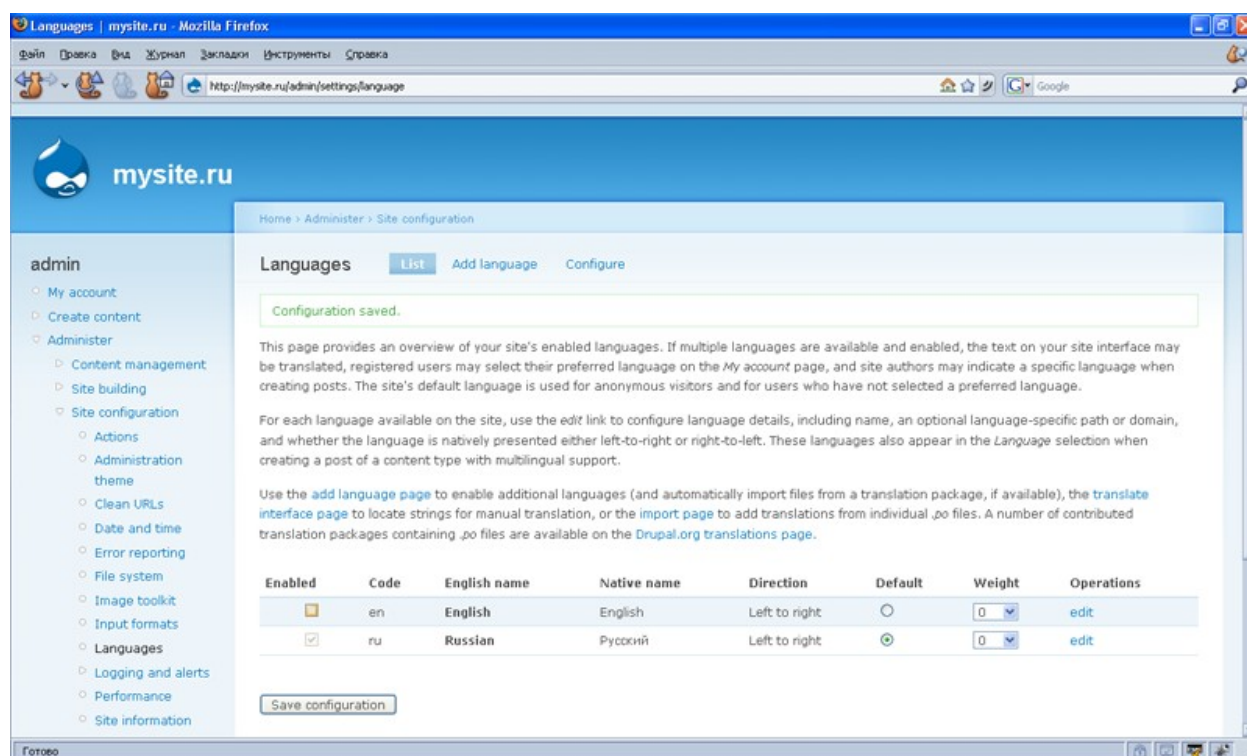 Languages | mysite.ru - Mozilla Firefox
Файл Правка Вид Журнал Закладки Инструменты Справка
http://mysite.ru/admin/settings/language
Google
mysite.ru
Home > Administer > Site configuration
admin
My account
Create content
Administer
Content management
Site building
Site configuration
Actions
Administration
theme
Clean URLs
Date and time
Error reporting
File system
Image toolkit
Input formats
Languages
Logging and alerts
Performance
Site information
Languages List Add language Configure
Configuration saved.
This page provides an overview of your site's enabled languages. If multiple languages are available and enabled, the text on your site interface may
be translated, registered users may select their preferred language on the My account page, and site authors may indicate a specific language when
creating posts. The site's default language is used for anonymous visitors and for users who have not selected a preferred language.
For each language available on the site, use the edit link to configure language details, including name, an optional language-specific path or domain,
and whether the language is natively presented either left-to-right or right-to-left. These languages also appear in the Language selection when
creating a post of a content type with multilingual support.
Use the add language page to enable additional languages (and automatically import files from a translation package, if available), the translate
interface page to locate strings for manual translation, or the import page to add translations from individual .po files. A number of contributed
translation packages containing .po files are available on the Drupal.org translations page.
Enabled Code English name Native name Direction Default Weight Operations
en English English Left to right 0 edit
ru Russian Русский Left to right 0 edit
Save configuration
Готово